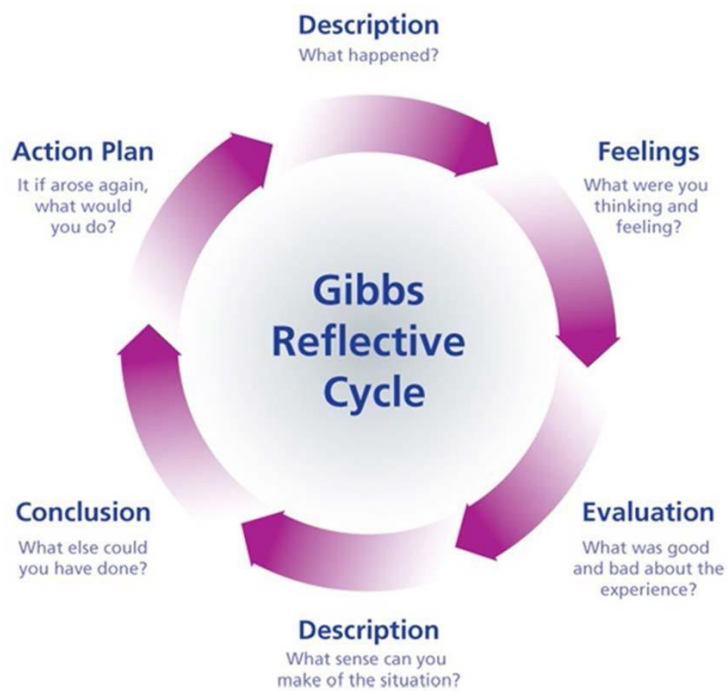 Description
What happened?
Feelings
What were you
thinking and
feeling?
Evaluation
What was good
and bad about the
experience?
Description
What sense can you
make of the situation?
Conclusion
What else could
you have done?
Action Plan
It if arose again,
what would
you do?
Gibbs
Reflective
Cycle